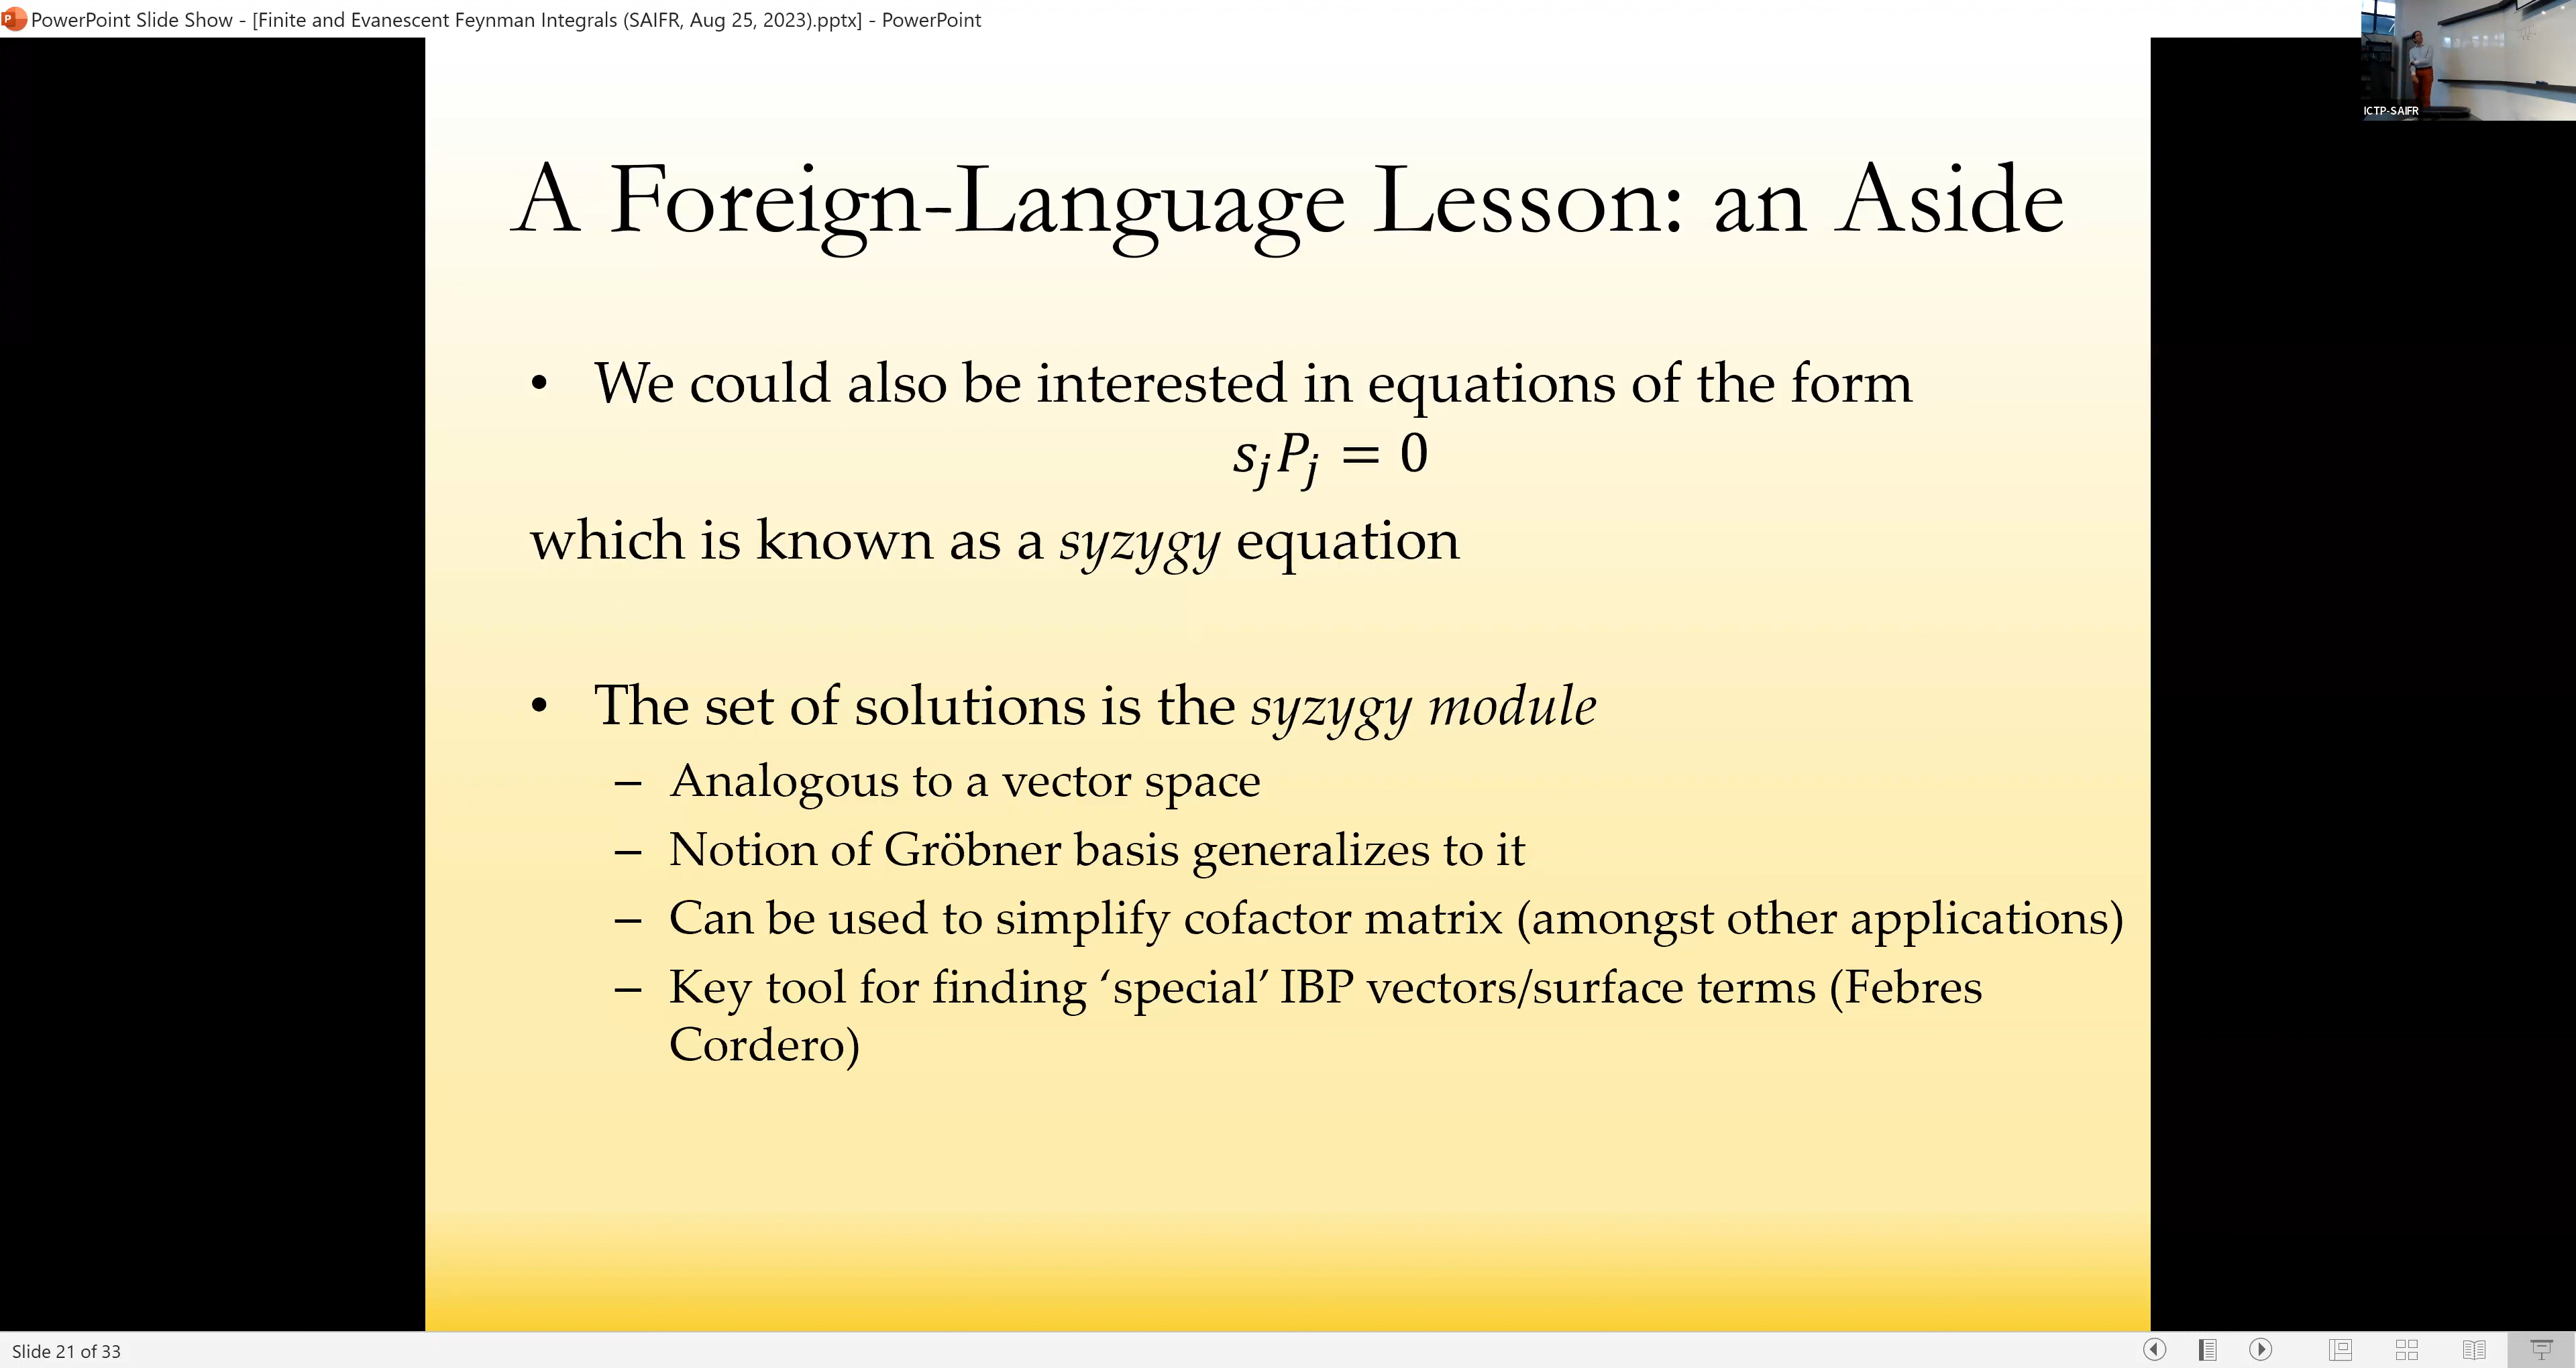 PowerPoint Slide Show - [Finite and Evanescent Feynman Integrals (SAIFR, Aug 25, 2023).pptx] - PowerPoint
ICTP-SAIFR
A Foreign-Language Lesson: an Aside
• We could also be interested in equations of the form
s_j P_j = 0
which is known as a syzygy equation
• The set of solutions is the syzygy module
– Analogous to a vector space
– Notion of Gröbner basis generalizes to it
– Can be used to simplify cofactor matrix (amongst other applications)
– Key tool for finding ‘special’ IBP vectors/surface terms (Febres
Cordero)
Slide 21 of 33